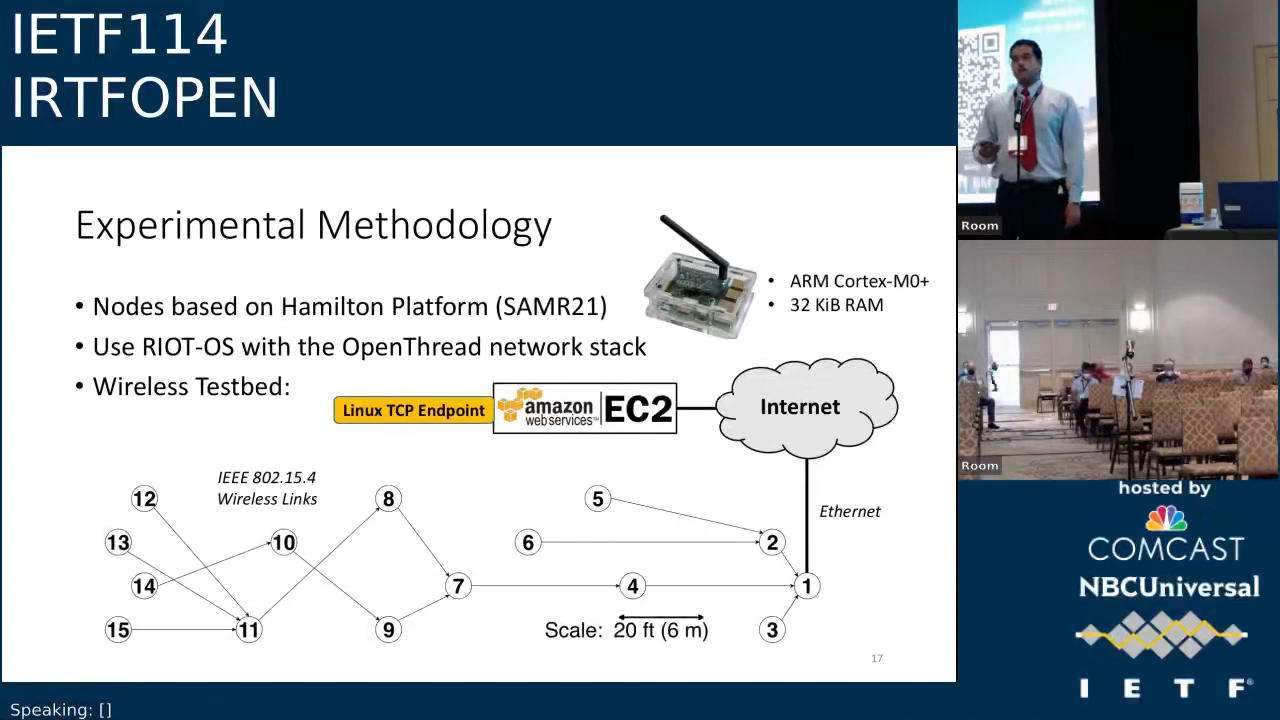 IETF114
IRTFOPEN
Experimental Methodology
• Nodes based on Hamilton Platform (SAMR21)
• Use RIOT-OS with the OpenThread network stack
• Wireless Testbed:
• ARM Cortex-M0+
• 32 KiB RAM
Linux TCP Endpoint
amazon
web services™
EC2
Internet
IEEE 802.15.4
Wireless Links
Ethernet
12
8
5
13
10
6
2
14
7
4
1
15
11
9
3
Scale: 20 ft (6 m)
17
Room
Room
hosted by
COMCAST
NBCUniversal
I E T F®
Speaking: []